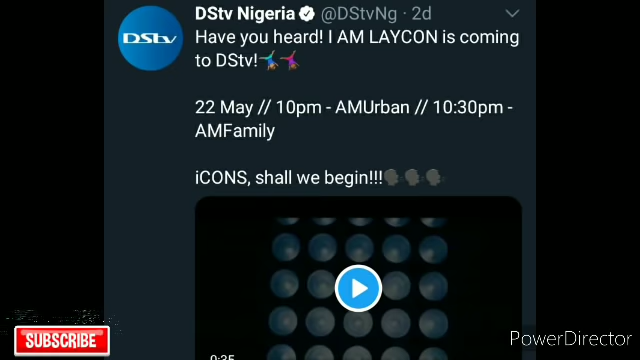 DStv
DStv Nigeria @DStvNg · 2d
Have you heard! I AM LAYCON is coming
to DStv!🤸‍♂️🤸‍♀️
22 May // 10pm - AMUrban // 10:30pm -
AMFamily
iCONS, shall we begin!!!🗣🗣🗣
0:35
SUBSCRIBE
PowerDirector